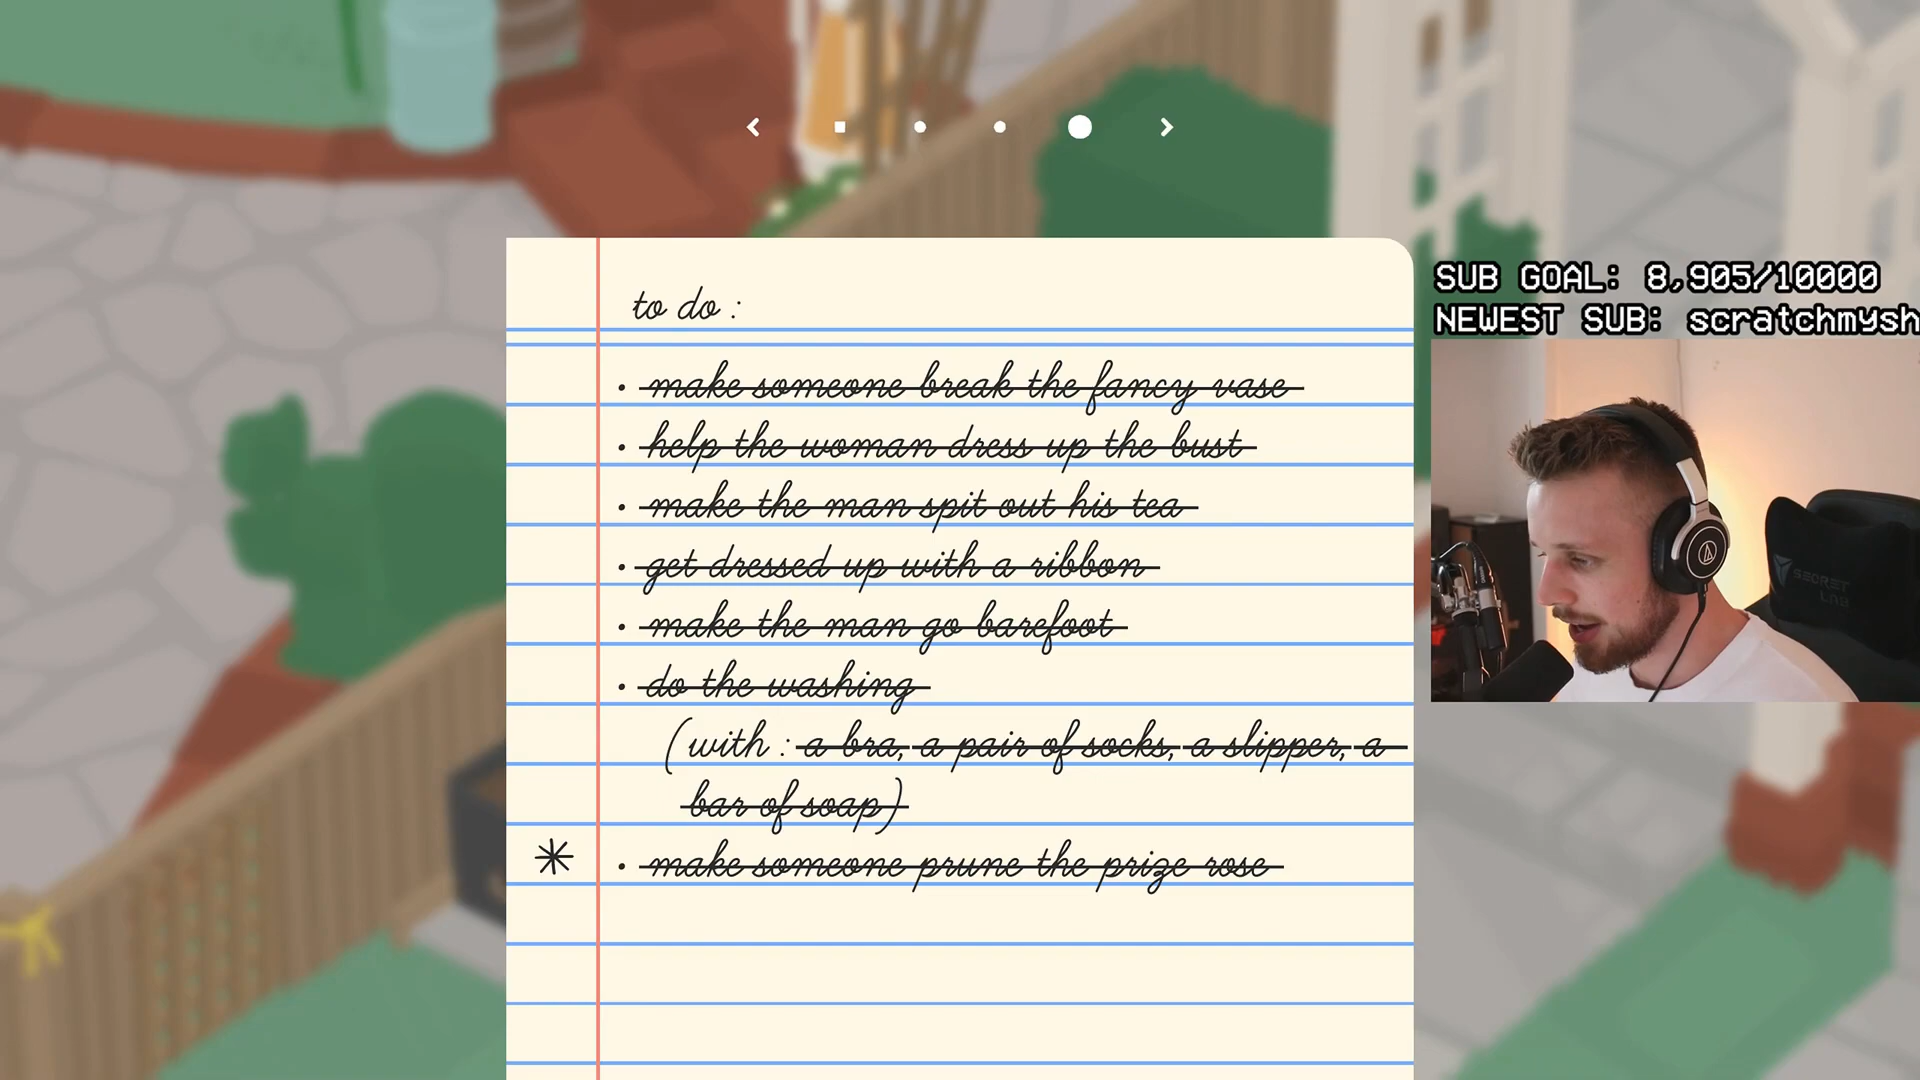 to do :
• make someone break the fancy vase
• help the woman dress up the bust
• make the man spit out his tea
• get dressed up with a ribbon
• make the man go barefoot
• do the washing
(with : a bra, a pair of socks, a slipper, a
bar of soap)
• make someone prune the prize rose
SUB GOAL: 8,905/10000
NEWEST SUB: scratchmysh
SECRET
LAB